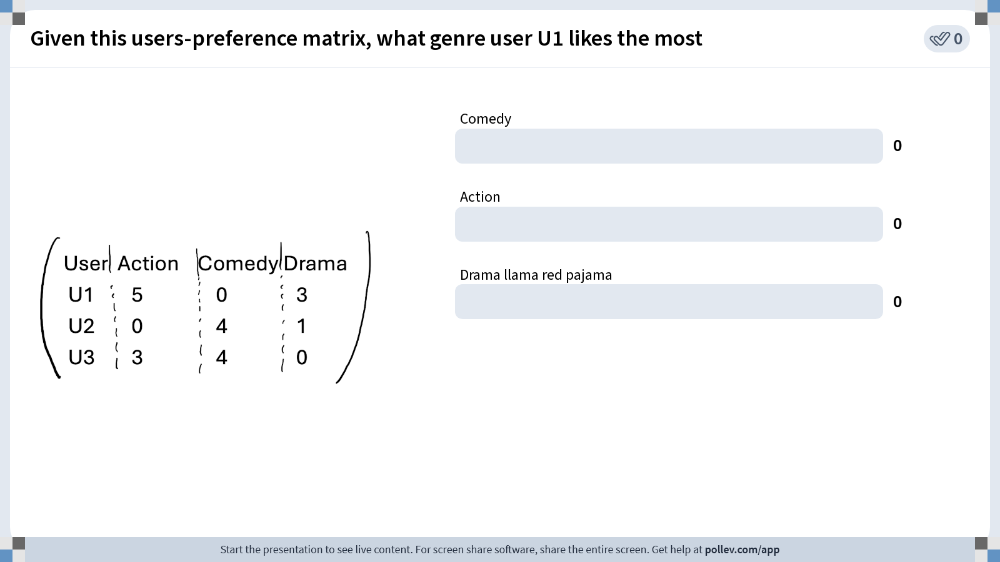 Given this users-preference matrix, what genre user U1 likes the most
0
Comedy
0
Action
0
Drama llama red pajama
0
User Action Comedy Drama
U1 5 0 3
U2 0 4 1
U3 3 4 0
Start the presentation to see live content. For screen share software, share the entire screen. Get help at pollev.com/app